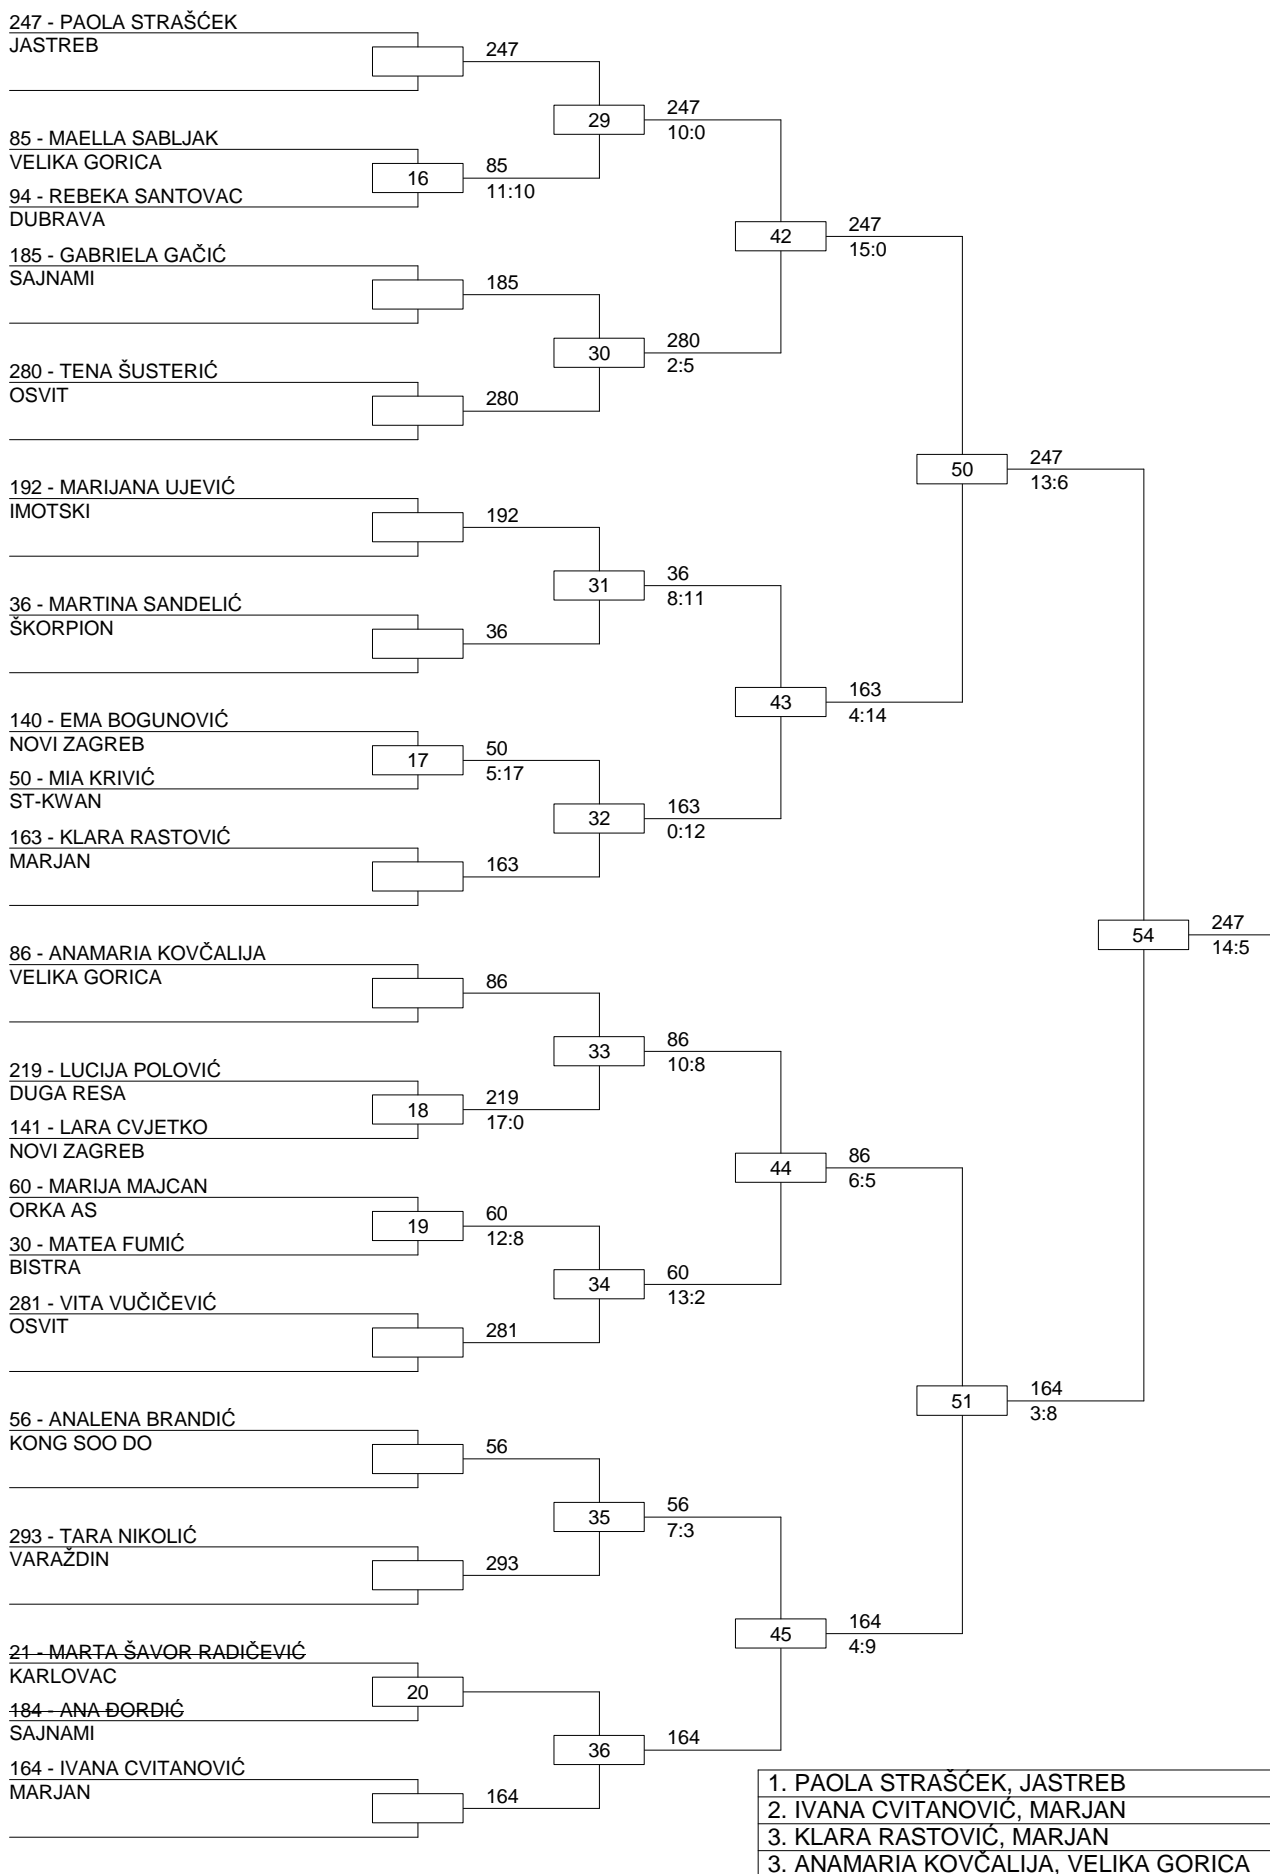 247 - PAOLA STRAŠĆEK
JASTREB
247
29
247
10:0
85 - MAELLA SABLJAK
VELIKA GORICA
16
85
11:10
94 - REBEKA SANTOVAC
DUBRAVA
42
247
15:0
185 - GABRIELA GAČIĆ
SAJNAMI
185
30
280
2:5
280 - TENA ŠUSTERIĆ
OSVIT
280
50
247
13:6
192 - MARIJANA UJEVIĆ
IMOTSKI
192
31
36
8:11
36 - MARTINA SANDELIĆ
ŠKORPION
36
43
163
4:14
140 - EMA BOGUNOVIĆ
NOVI ZAGREB
17
50
5:17
50 - MIA KRIVIĆ
ST-KWAN
32
163
0:12
163 - KLARA RASTOVIĆ
MARJAN
163
54
247
14:5
86 - ANAMARIA KOVČALIJA
VELIKA GORICA
86
33
86
10:8
219 - LUCIJA POLOVIĆ
DUGA RESA
18
219
17:0
141 - LARA CVJETKO
NOVI ZAGREB
44
86
6:5
60 - MARIJA MAJCAN
ORKA AS
19
60
12:8
30 - MATEA FUMIĆ
BISTRA
34
60
13:2
281 - VITA VUČIČEVIĆ
OSVIT
281
51
164
3:8
56 - ANALENA BRANDIĆ
KONG SOO DO
56
35
56
7:3
293 - TARA NIKOLIĆ
VARAŽDIN
293
45
164
4:9
21 - MARTA ŠAVOR RADIČEVIĆ
KARLOVAC
20
184 - ANA ĐORDIĆ
SAJNAMI
36
164
164 - IVANA CVITANOVIĆ
MARJAN
164
1. PAOLA STRAŠĆEK, JASTREB
2. IVANA CVITANOVIĆ, MARJAN
3. KLARA RASTOVIĆ, MARJAN
3. ANAMARIA KOVČALIJA, VELIKA GORICA